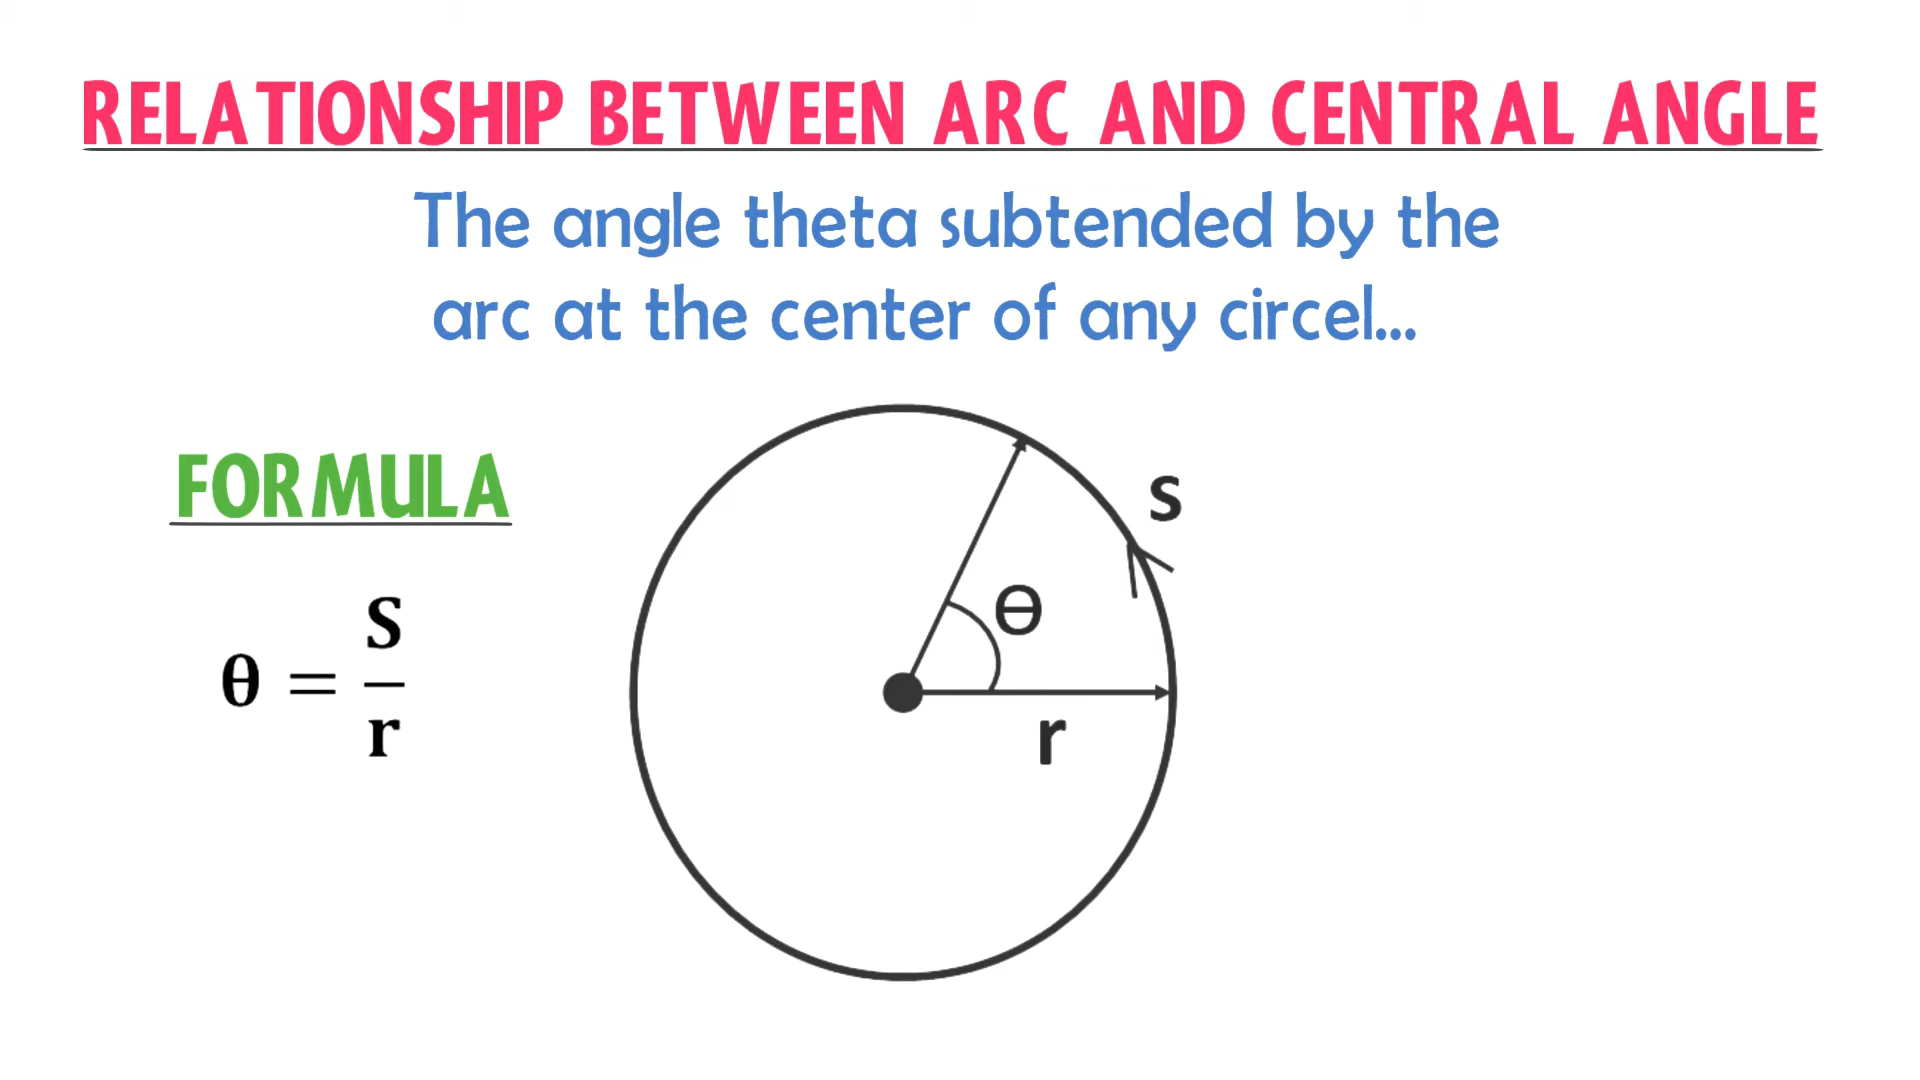 RELATIONSHIP BETWEEN ARC AND CENTRAL ANGLE
The angle theta subtended by the
arc at the center of any circel...
FORMULA
θ = S/r
s
θ
r